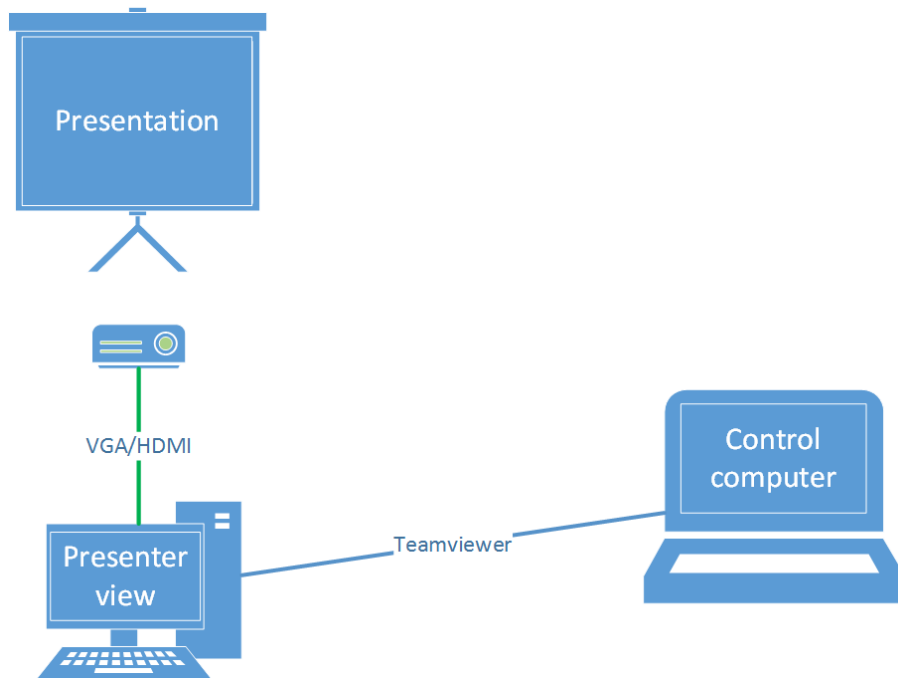 Presentation
VGA/HDMI
Control
computer
Teamviewer
Presenter
view